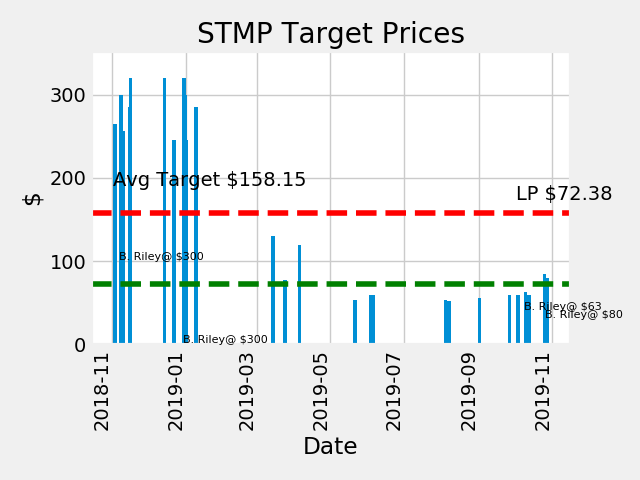 STMP Target Prices
300
200
100
0
$
Avg Target $158.15
LP $72.38
B. Riley@ $300
B. Riley@ $300
B. Riley@ $63
B. Riley@ $80
2018-11
2019-01
2019-03
2019-05
2019-07
2019-09
2019-11
Date